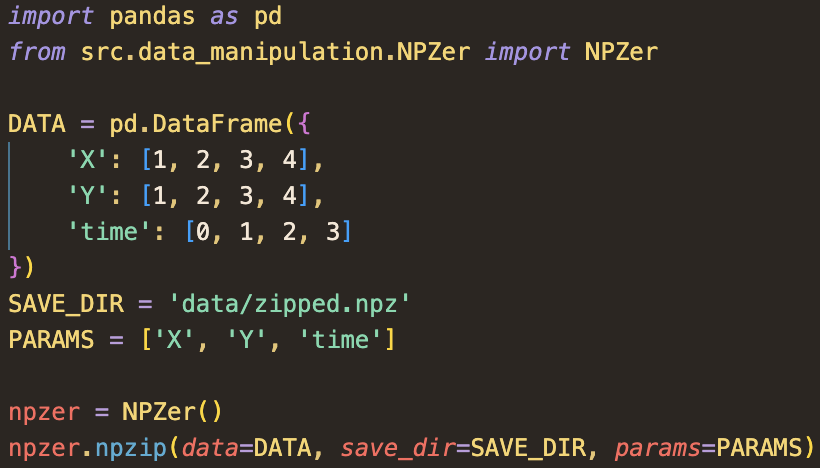 import pandas as pd
from src.data_manipulation.NPZer import NPZer
DATA = pd.DataFrame({
    'X': [1, 2, 3, 4],
    'Y': [1, 2, 3, 4],
    'time': [0, 1, 2, 3]
})
SAVE_DIR = 'data/zipped.npz'
PARAMS = ['X', 'Y', 'time']
npzer = NPZer()
npzer.npzip(data=DATA, save_dir=SAVE_DIR, params=PARAMS)